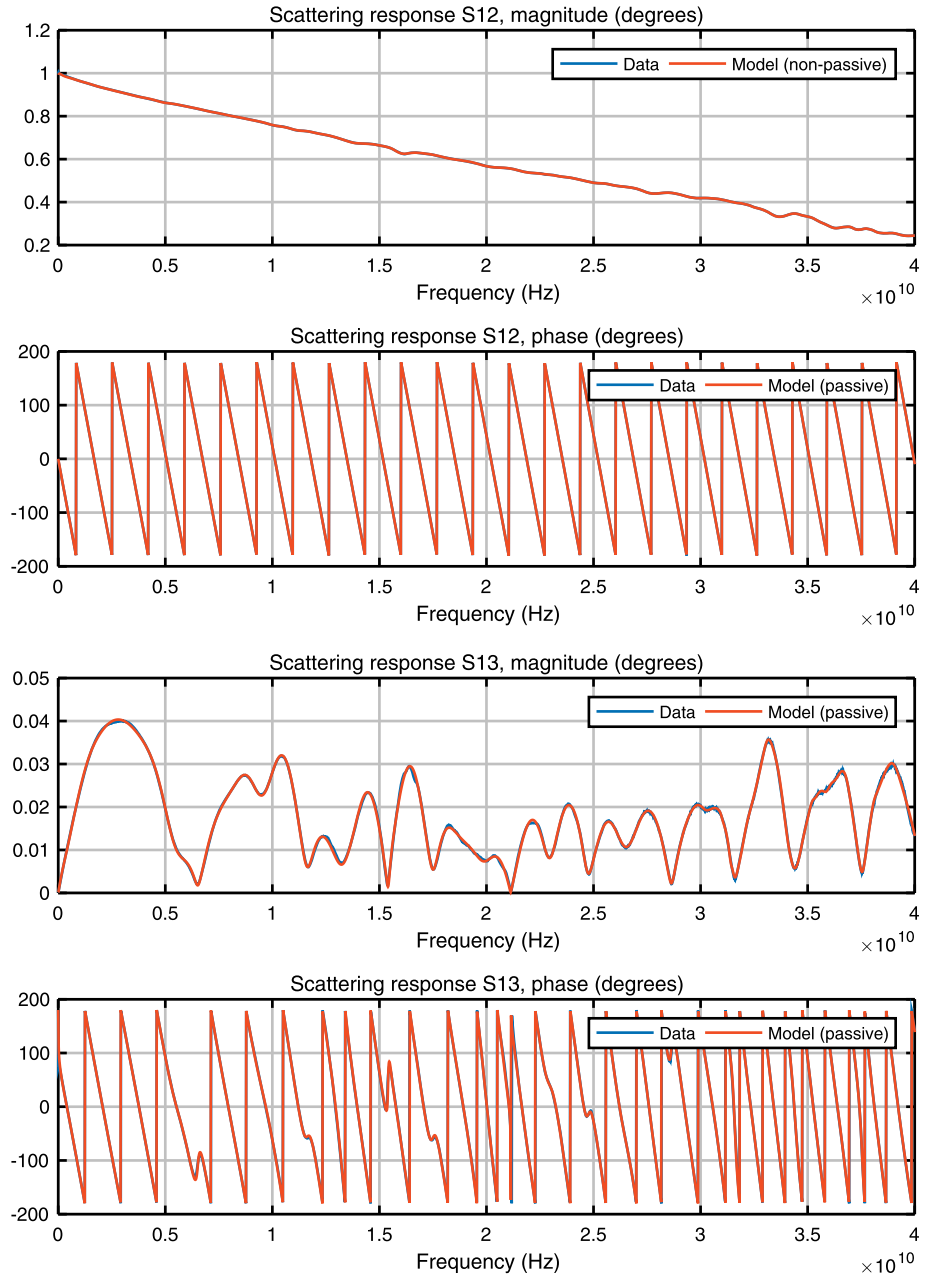 Scattering response S12, magnitude (degrees)
1.2
Data Model (non-passive)
1
0.8
0.6
0.4
0.2
0 0.5 1 1.5 2 2.5 3 3.5 4
Frequency (Hz)
×10^10
Scattering response S12, phase (degrees)
200
Data Model (passive)
100
0
-100
-200
0 0.5 1 1.5 2 2.5 3 3.5 4
Frequency (Hz)
×10^10
Scattering response S13, magnitude (degrees)
0.05
Data Model (passive)
0.04
0.03
0.02
0.01
0
0 0.5 1 1.5 2 2.5 3 3.5 4
Frequency (Hz)
×10^10
Scattering response S13, phase (degrees)
200
Data Model (passive)
100
0
-100
-200
0 0.5 1 1.5 2 2.5 3 3.5 4
Frequency (Hz)
×10^10